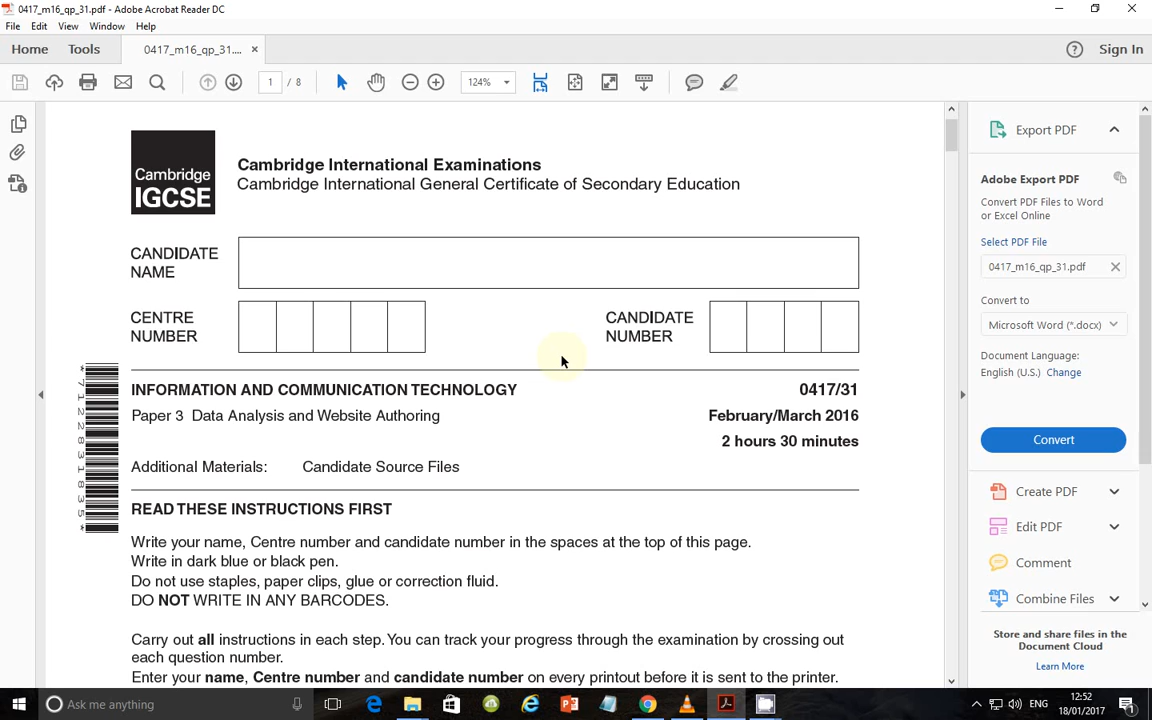 0417_m16_qp_31.pdf - Adobe Acrobat Reader DC
File Edit View Window Help
Home Tools 0417_m16_qp_31.... × Sign In
1 / 8 124%
Cambridge
IGCSE
Cambridge International Examinations
Cambridge International General Certificate of Secondary Education
CANDIDATE
NAME
CENTRE
NUMBER
CANDIDATE
NUMBER
*7122831835*
INFORMATION AND COMMUNICATION TECHNOLOGY 0417/31
Paper 3 Data Analysis and Website Authoring February/March 2016
2 hours 30 minutes
Additional Materials: Candidate Source Files
READ THESE INSTRUCTIONS FIRST
Write your name, Centre number and candidate number in the spaces at the top of this page.
Write in dark blue or black pen.
Do not use staples, paper clips, glue or correction fluid.
DO NOT WRITE IN ANY BARCODES.
Carry out all instructions in each step. You can track your progress through the examination by crossing out
each question number.
Enter your name, Centre number and candidate number on every printout before it is sent to the printer.
Export PDF
Adobe Export PDF
Convert PDF Files to Word
or Excel Online
Select PDF File
0417_m16_qp_31.pdf
Convert to
Microsoft Word (*.docx)
Document Language:
English (U.S.) Change
Convert
Create PDF
Edit PDF
Comment
Combine Files
Store and share files in the
Document Cloud
Learn More
Ask me anything
ENG
12:52
18/01/2017
1